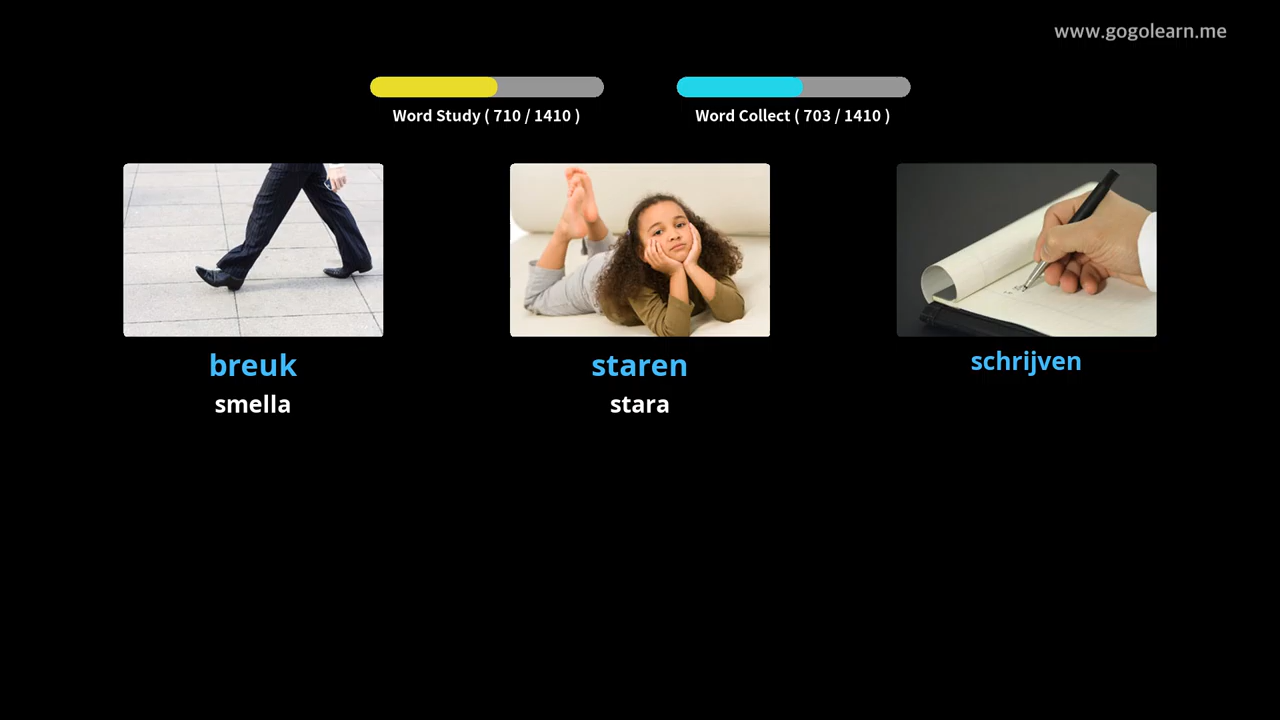 www.gogolearn.me
Word Study ( 710 / 1410 )
Word Collect ( 703 / 1410 )
breuk
smella
staren
stara
schrijven